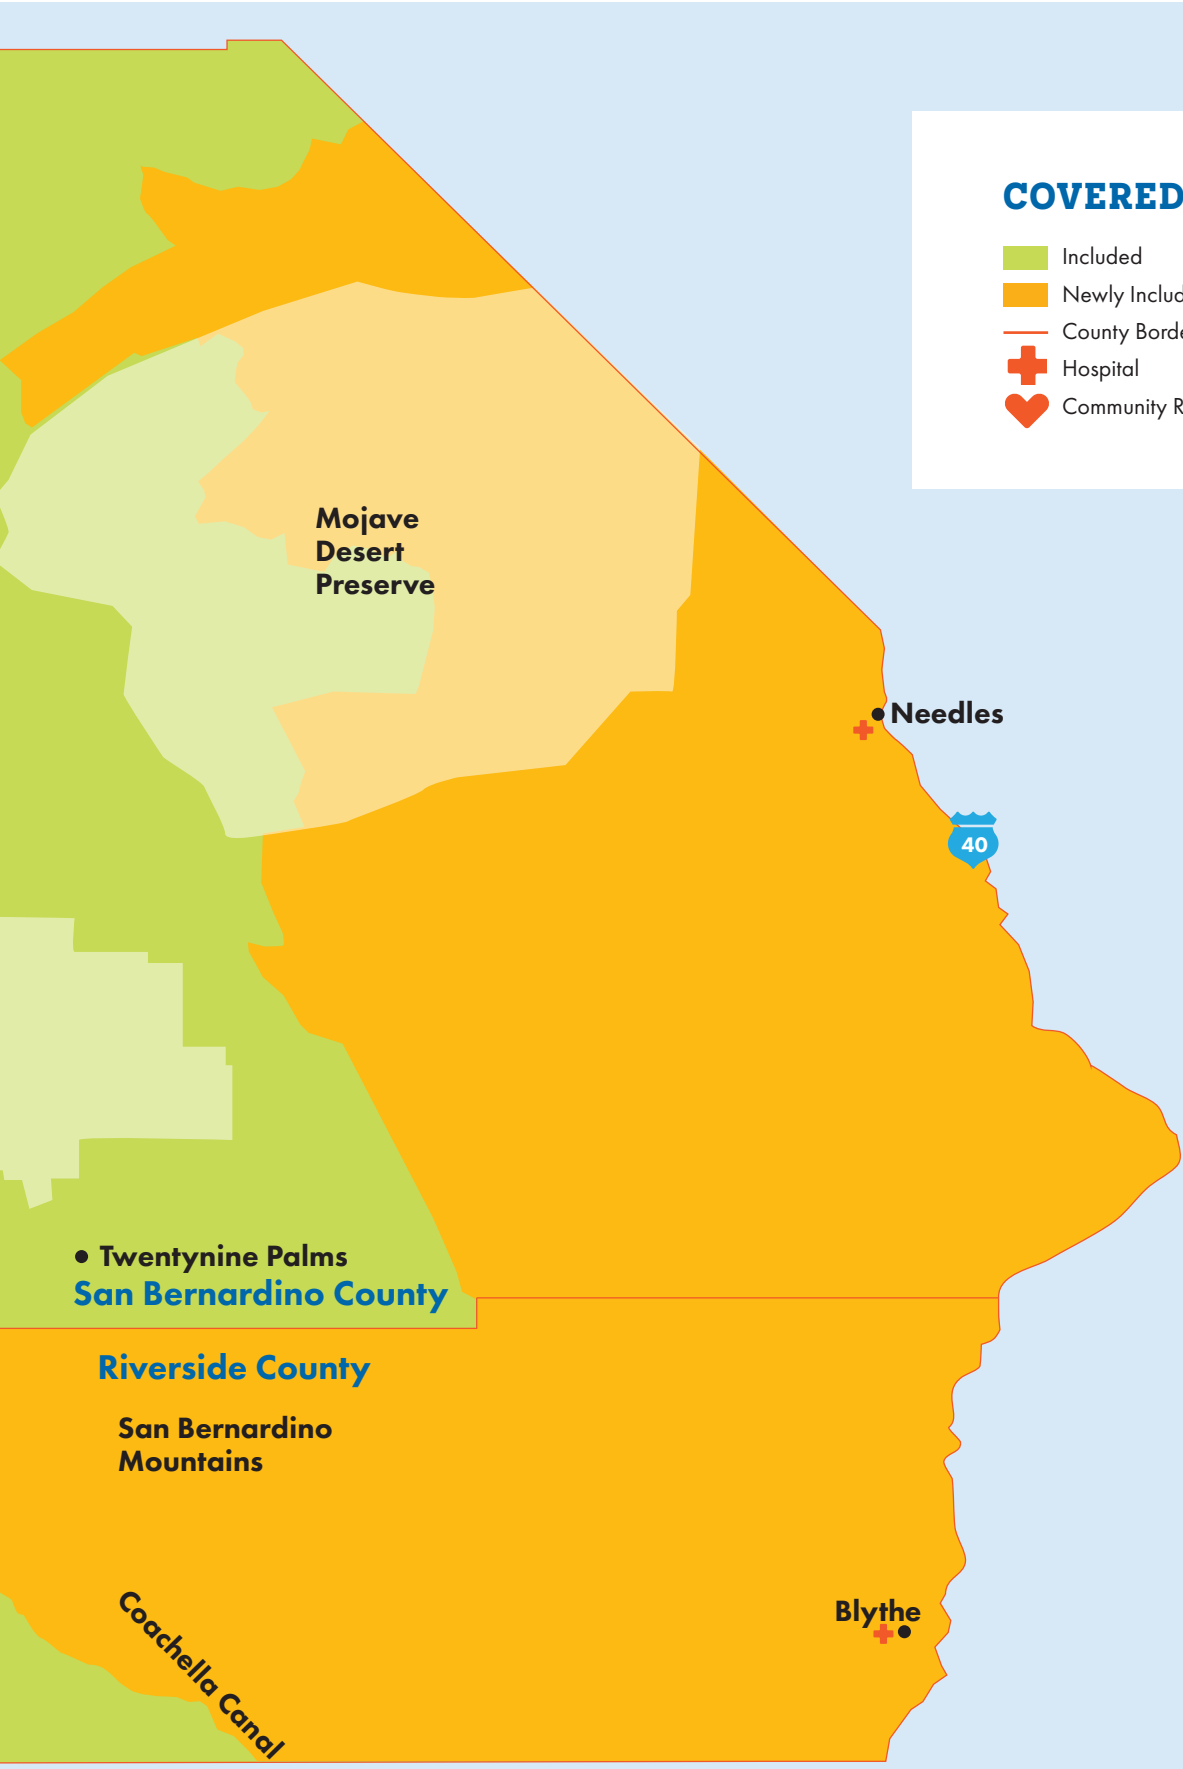 COVERED
Included
Newly Includ
County Borde
Hospital
Community R
Mojave
Desert
Preserve
Needles
40
Twentynine Palms
San Bernardino County
Riverside County
San Bernardino
Mountains
Coachella Canal
Blythe